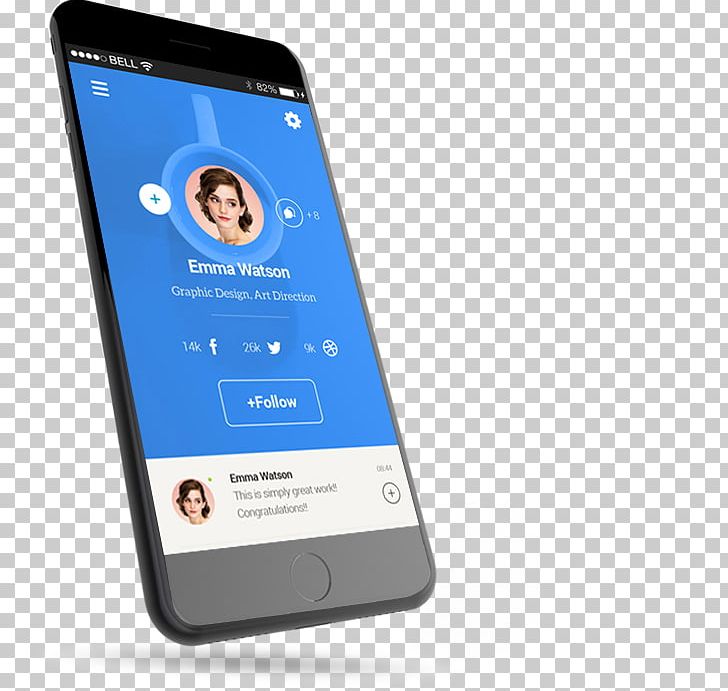 BELL
82%
+ 8
Emma Watson
Graphic Design, Art Direction
14k 26k 9k
+Follow
Emma Watson 08:44
This is simply great work!!
Congratulations!!